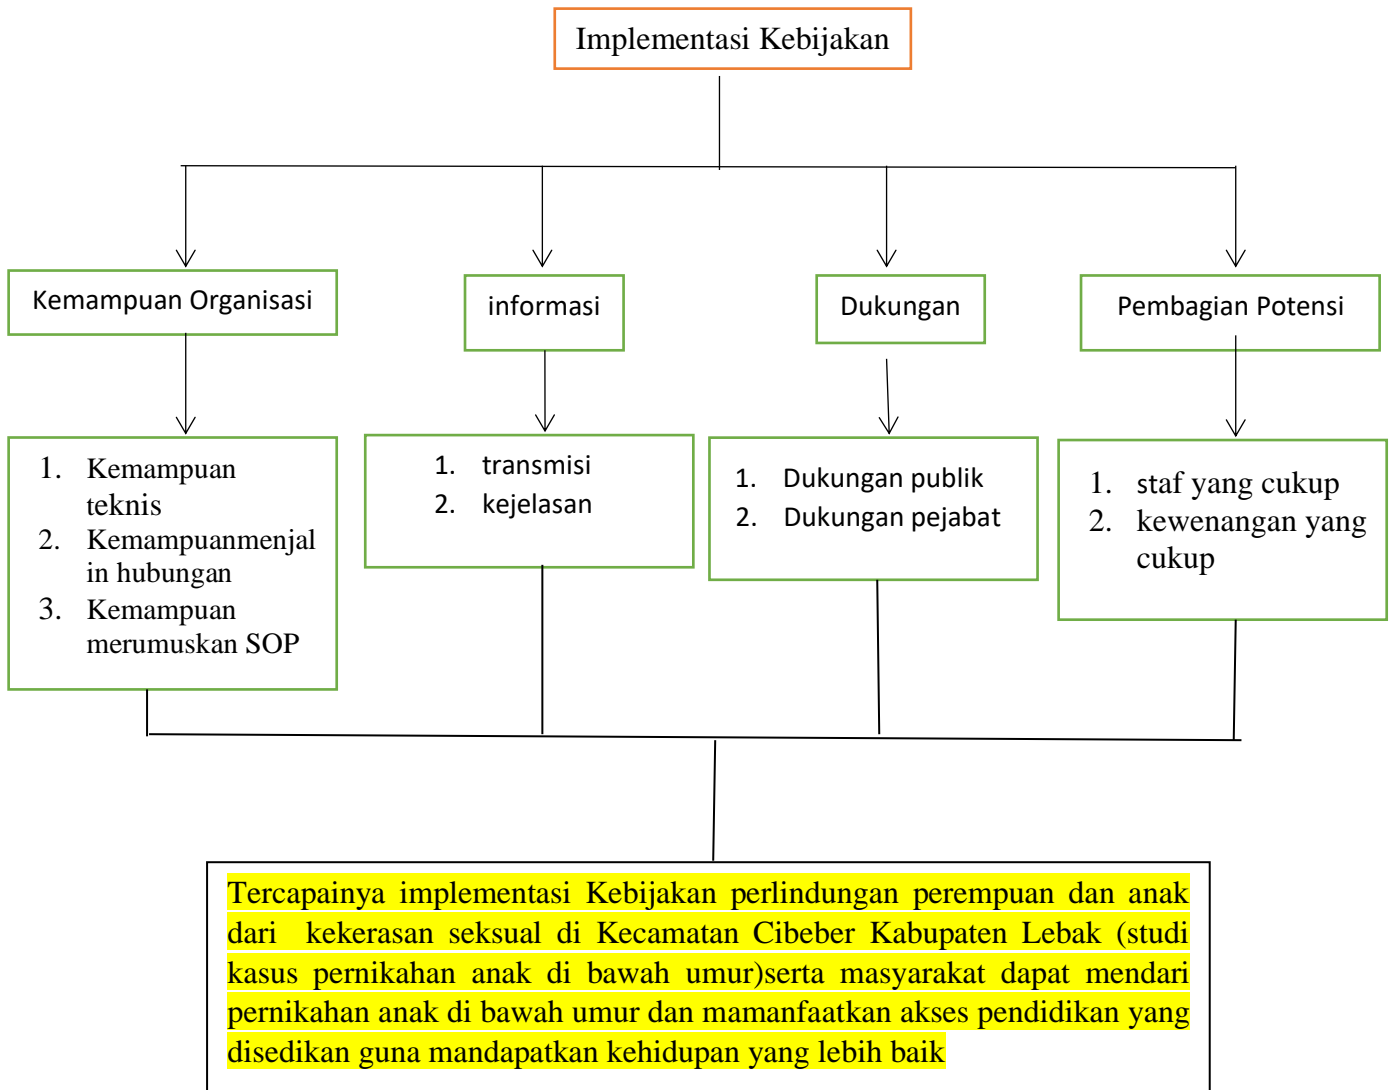 Implementasi Kebijakan
Kemampuan Organisasi
informasi
Dukungan
Pembagian Potensi
1. Kemampuan
teknis
2. Kemampuanmenjal
in hubungan
3. Kemampuan
merumuskan SOP
1. transmisi
2. kejelasan
1. Dukungan publik
2. Dukungan pejabat
1. staf yang cukup
2. kewenangan yang
cukup
Tercapainya implementasi Kebijakan perlindungan perempuan dan anak
dari kekerasan seksual di Kecamatan Cibeber Kabupaten Lebak (studi
kasus pernikahan anak di bawah umur)serta masyarakat dapat mendari
pernikahan anak di bawah umur dan mamanfaatkan akses pendidikan yang
disedikan guna mandapatkan kehidupan yang lebih baik